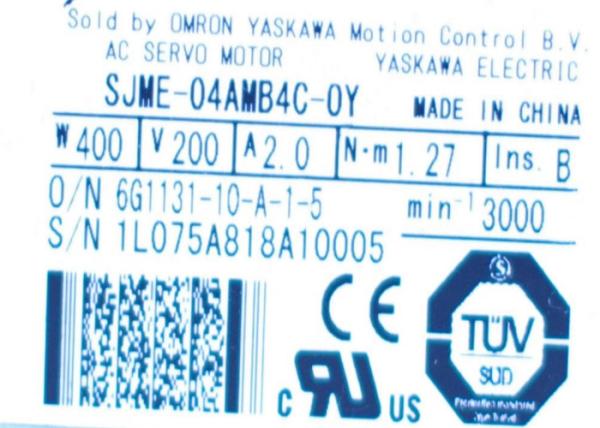 Sold by OMRON YASKAWA Motion Control B.V.
AC SERVO MOTOR YASKAWA ELECTRIC
SJME-04AMB4C-OY MADE IN CHINA
W 400 V 200 A 2.0 N·m 1.27 Ins. B
O/N 6G1131-10-A-1-5 min⁻¹ 3000
S/N 1L075A818A10005
CE
C RU US
S
TÜV
SÜD